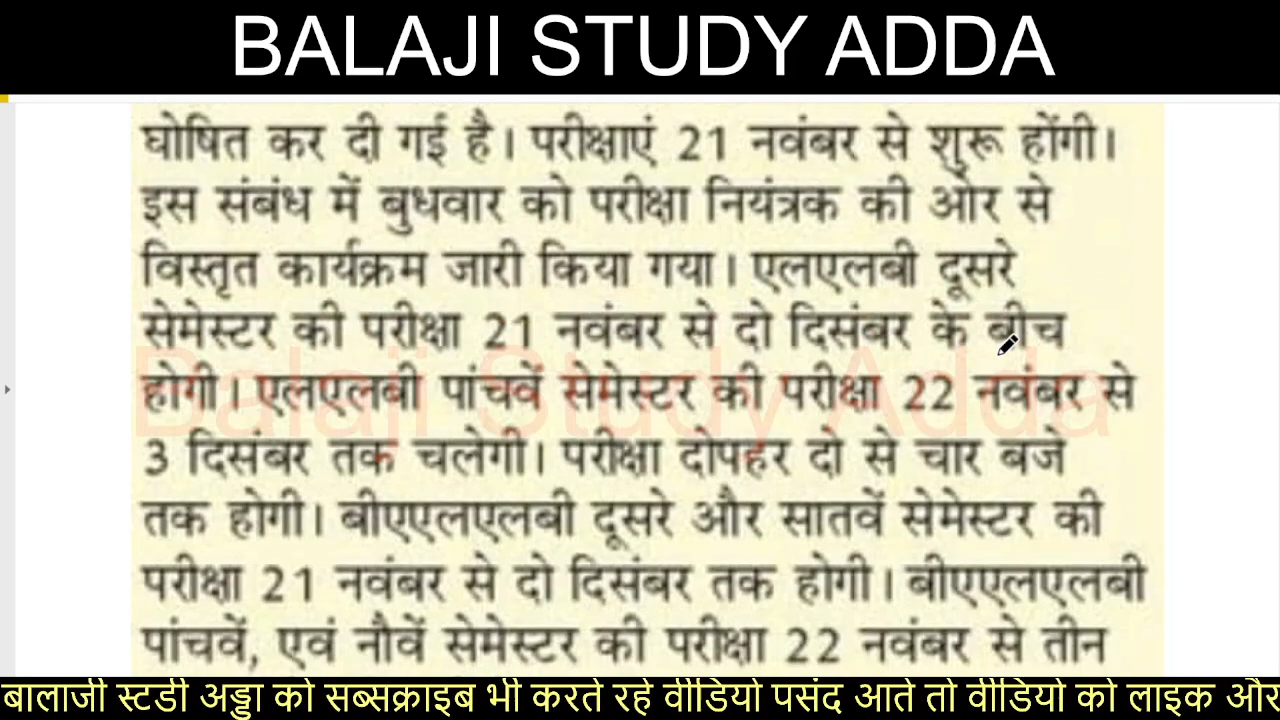 BALAJI STUDY ADDA
घोषित कर दी गई है। परीक्षाएं 21 नवंबर से शुरू होंगी।
इस संबंध में बुधवार को परीक्षा नियंत्रक की ओर से
विस्तृत कार्यक्रम जारी किया गया। एलएलबी दूसरे
सेमेस्टर की परीक्षा 21 नवंबर से दो दिसंबर के बीच
होगी। एलएलबी पांचवें सेमेस्टर की परीक्षा 22 नवंबर से
Balaji Study Adda
3 दिसंबर तक चलेगी। परीक्षा दोपहर दो से चार बजे
तक होगी। बीएएलएलबी दूसरे और सातवें सेमेस्टर की
परीक्षा 21 नवंबर से दो दिसंबर तक होगी। बीएएलएलबी
पांचवें, एवं नौवें सेमेस्टर की परीक्षा 22 नवंबर से तीन
बालाजी स्टडी अड्डा को सब्सक्राइब भी करते रहे वीडियो पसंद आते तो वीडियो को लाइक और